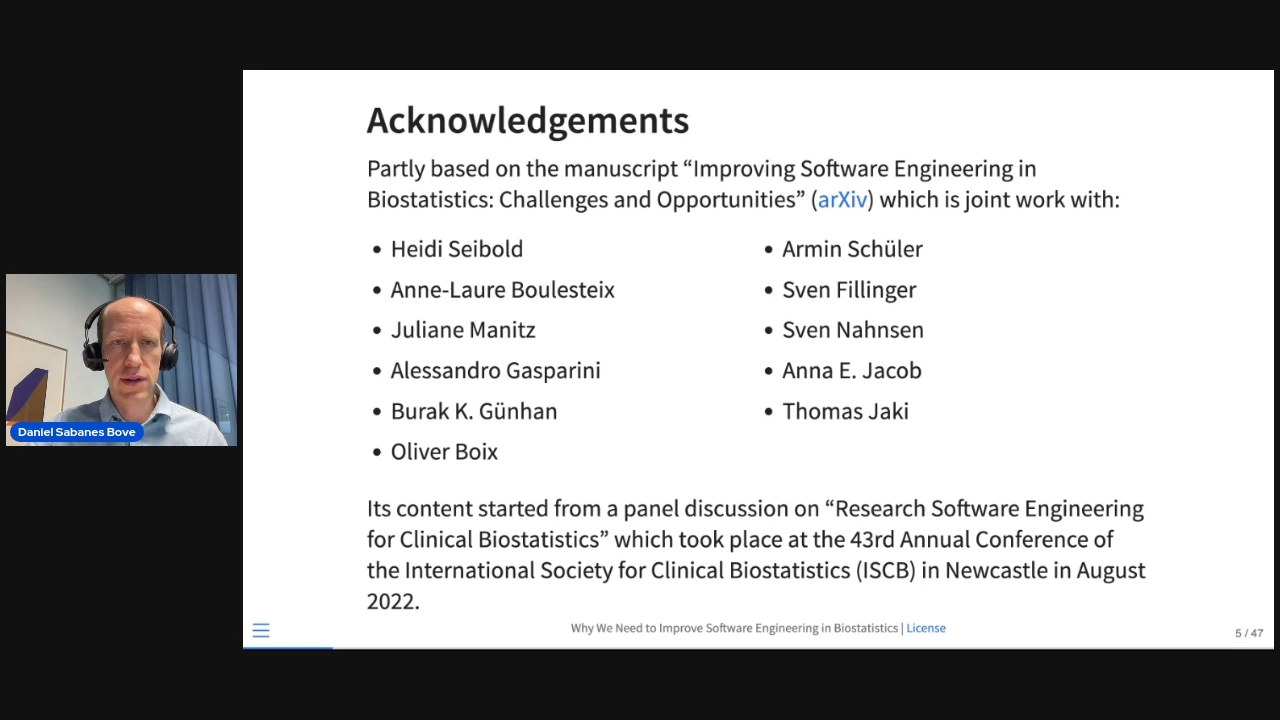 Acknowledgements
Partly based on the manuscript “Improving Software Engineering in
Biostatistics: Challenges and Opportunities” (arXiv) which is joint work with:
• Heidi Seibold
• Anne-Laure Boulesteix
• Juliane Manitz
• Alessandro Gasparini
• Burak K. Günhan
• Oliver Boix
• Armin Schüler
• Sven Fillinger
• Sven Nahnsen
• Anna E. Jacob
• Thomas Jaki
Its content started from a panel discussion on “Research Software Engineering
for Clinical Biostatistics” which took place at the 43rd Annual Conference of
the International Society for Clinical Biostatistics (ISCB) in Newcastle in August
2022.
Why We Need to Improve Software Engineering in Biostatistics | License
5 / 47
Daniel Sabanes Bove